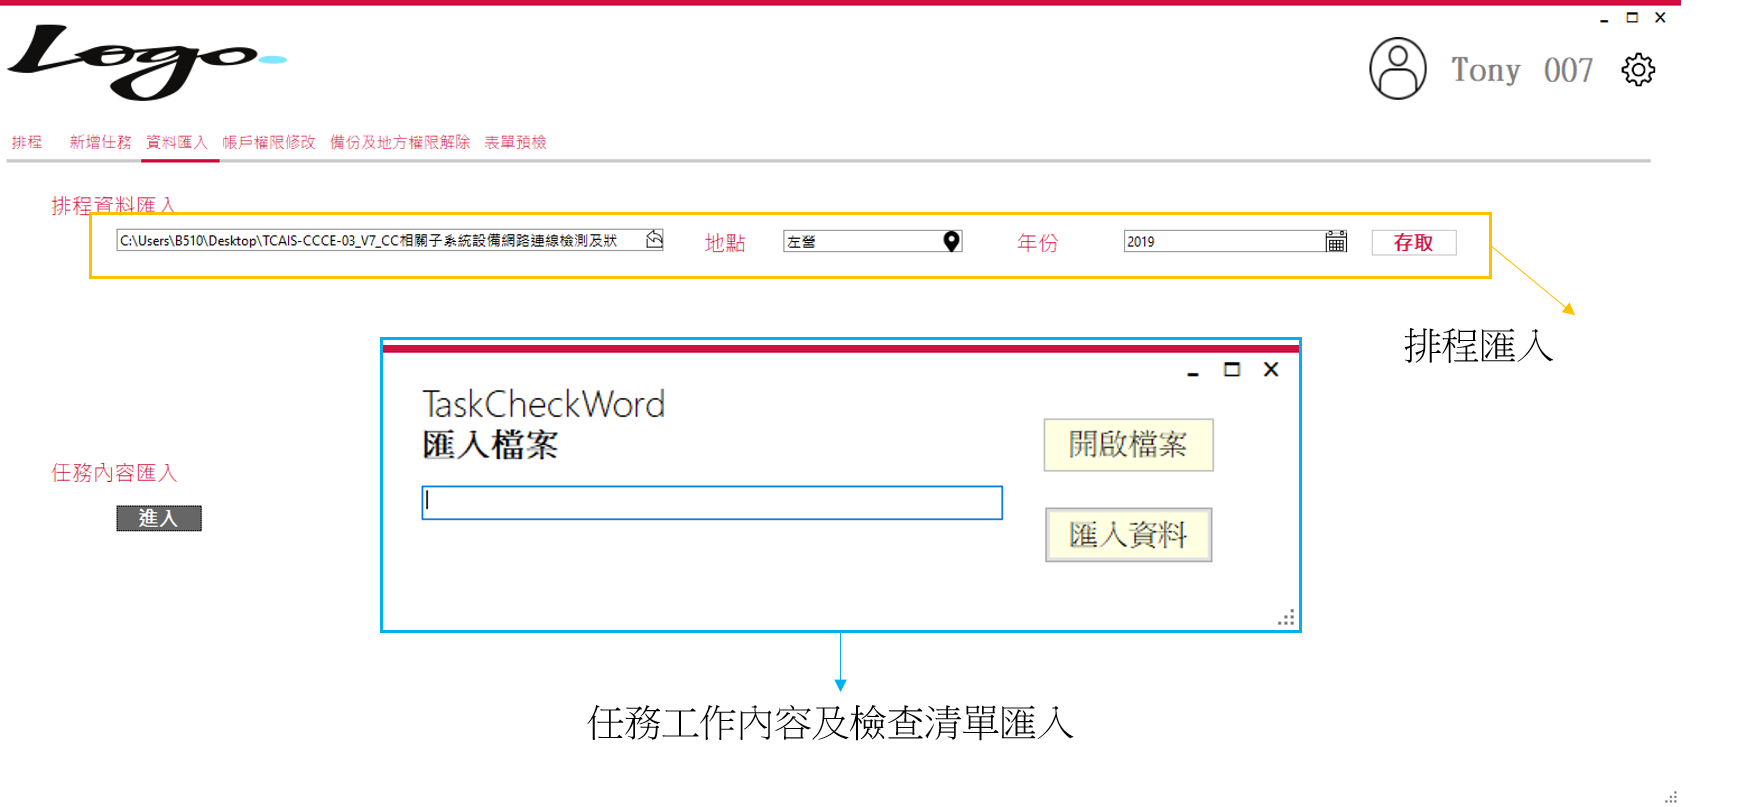 Logo
Tony 007
排程 新增任務 資料匯入 帳戶權限修改 備份及地方權限解除 表單預檢
排程資料匯入
C:\Users\B510\Desktop\TCAIS-CCCE-03_V7_CC相關子系統設備網路連線檢測及狀 地點 左營 年份 2019 存取
排程匯入
TaskCheckWord
匯入檔案
開啟檔案
任務內容匯入
進入
匯入資料
任務工作內容及檢查清單匯入